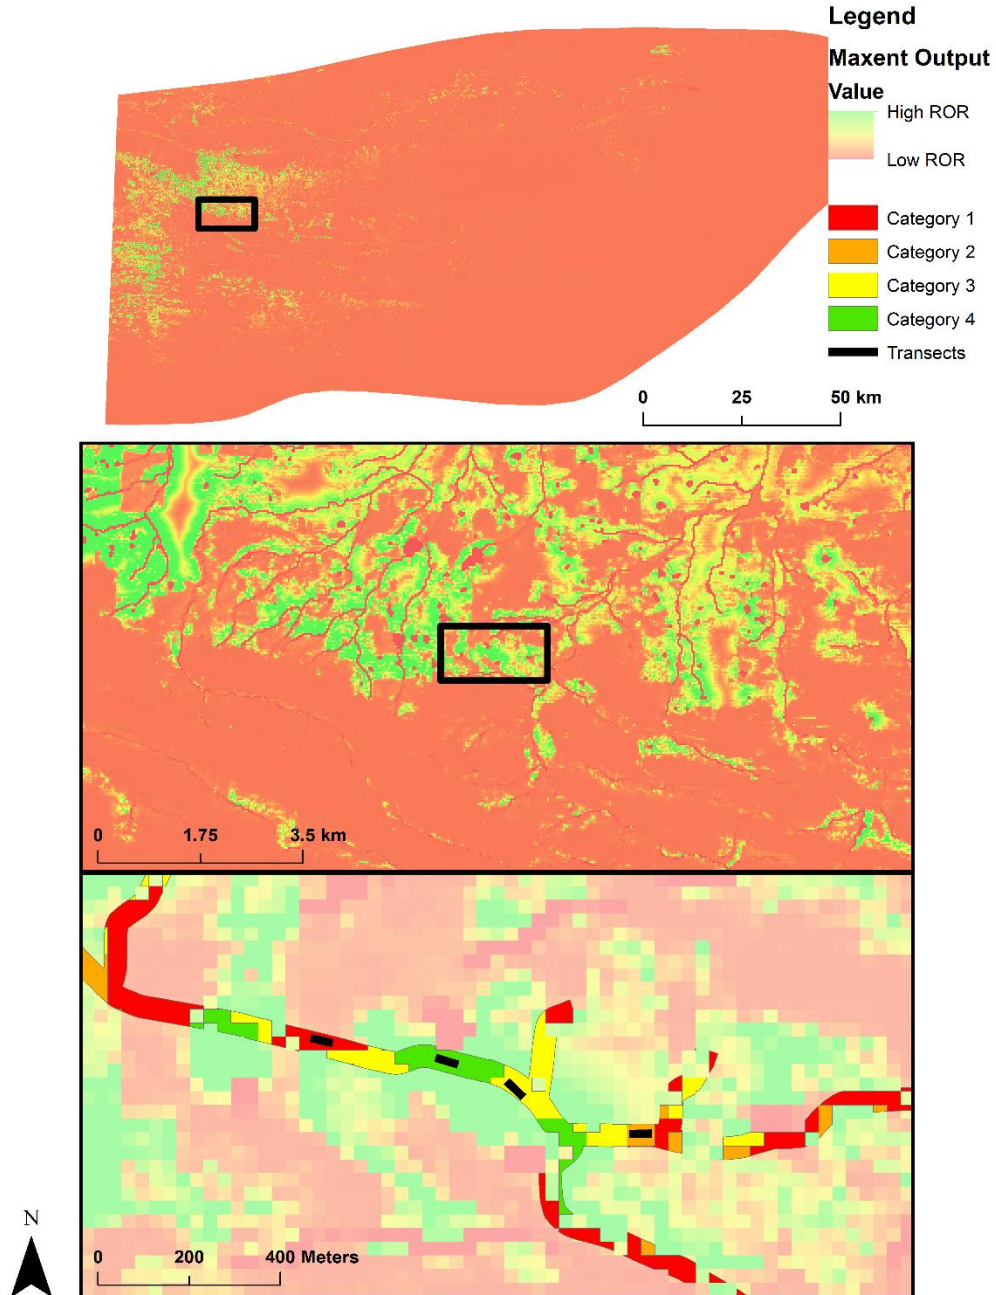 Legend
Maxent Output
Value
High ROR
Low ROR
Category 1
Category 2
Category 3
Category 4
Transects
0 25 50 km
0 1.75 3.5 km
N
0 200 400 Meters